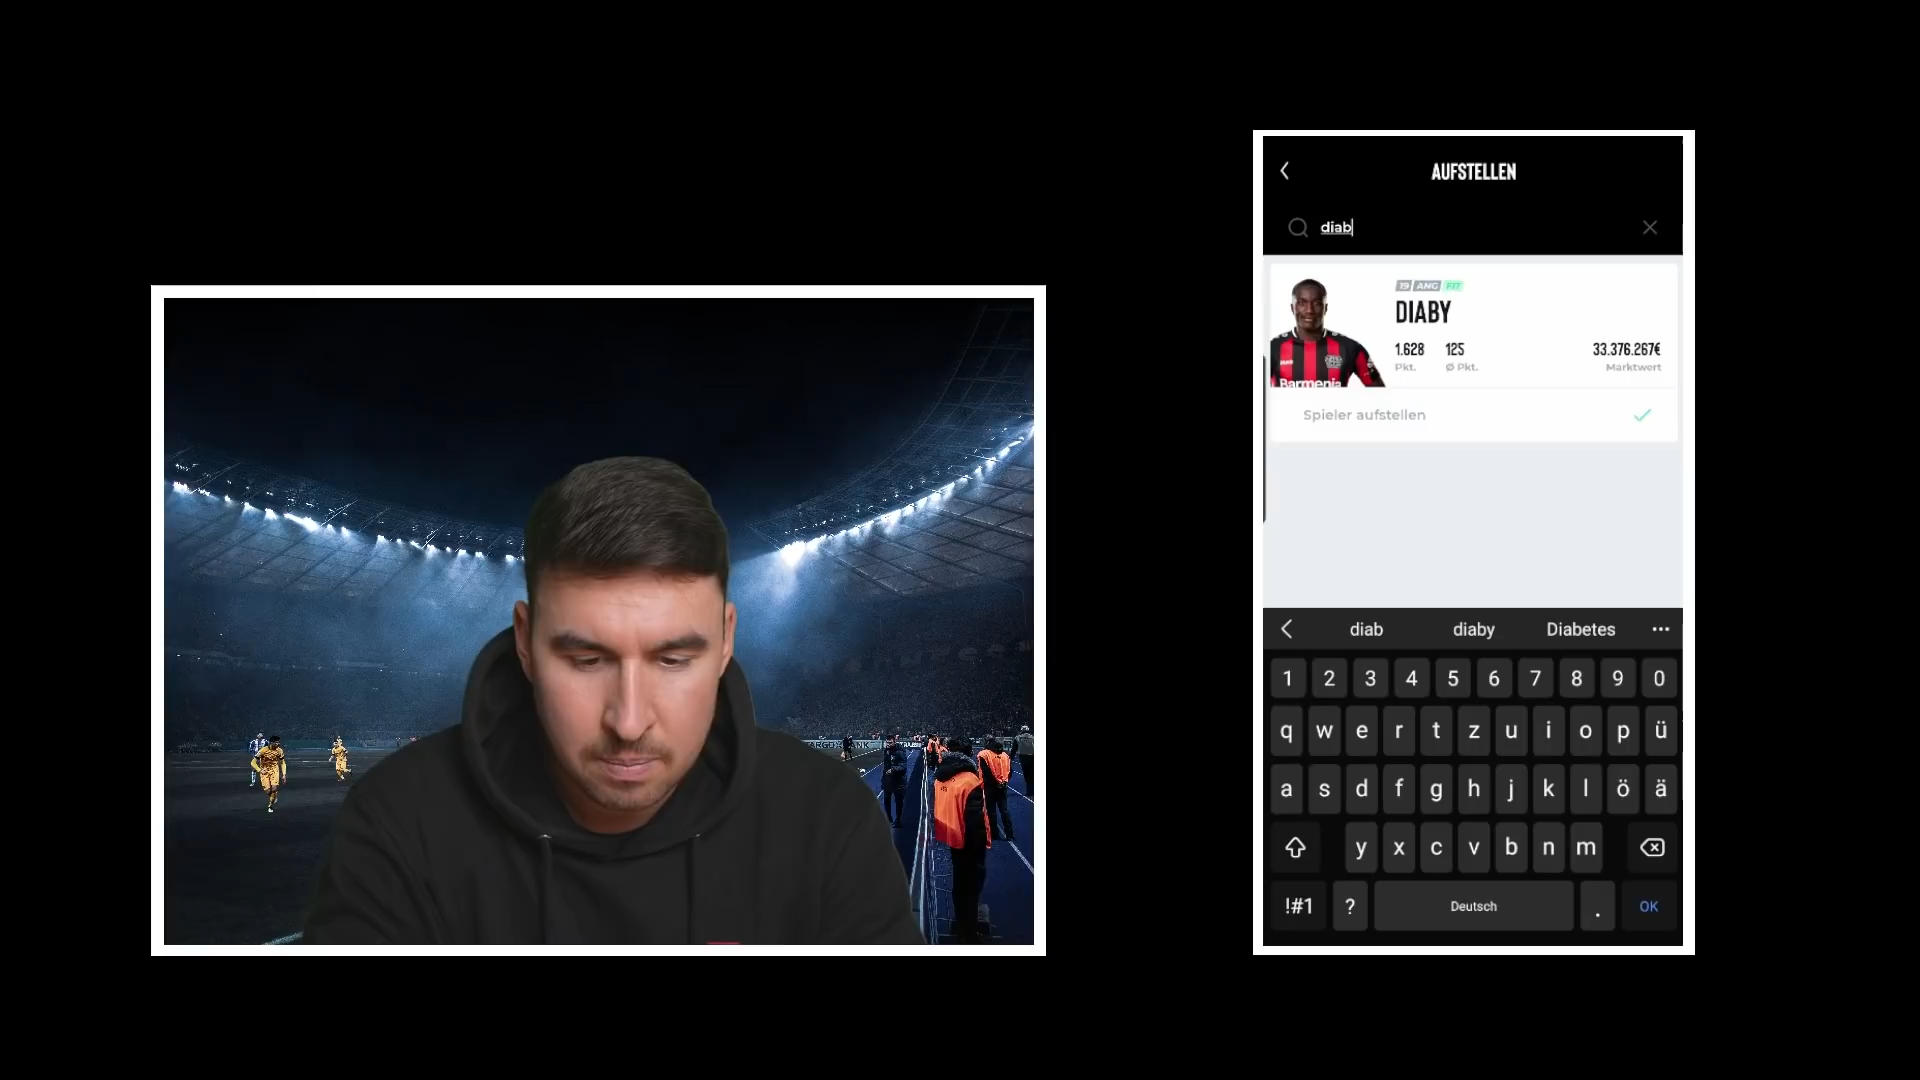 AUFSTELLEN
diab
19 ANG FIT
DIABY
1.628 125 33.376.267€
Pkt. Ø Pkt. Marktwert
Barmenia
Spieler aufstellen
diab diaby Diabetes ...
1 2 3 4 5 6 7 8 9 0
q w e r t z u i o p ü
a s d f g h j k l ö ä
y x c v b n m
!#1 ? Deutsch . OK